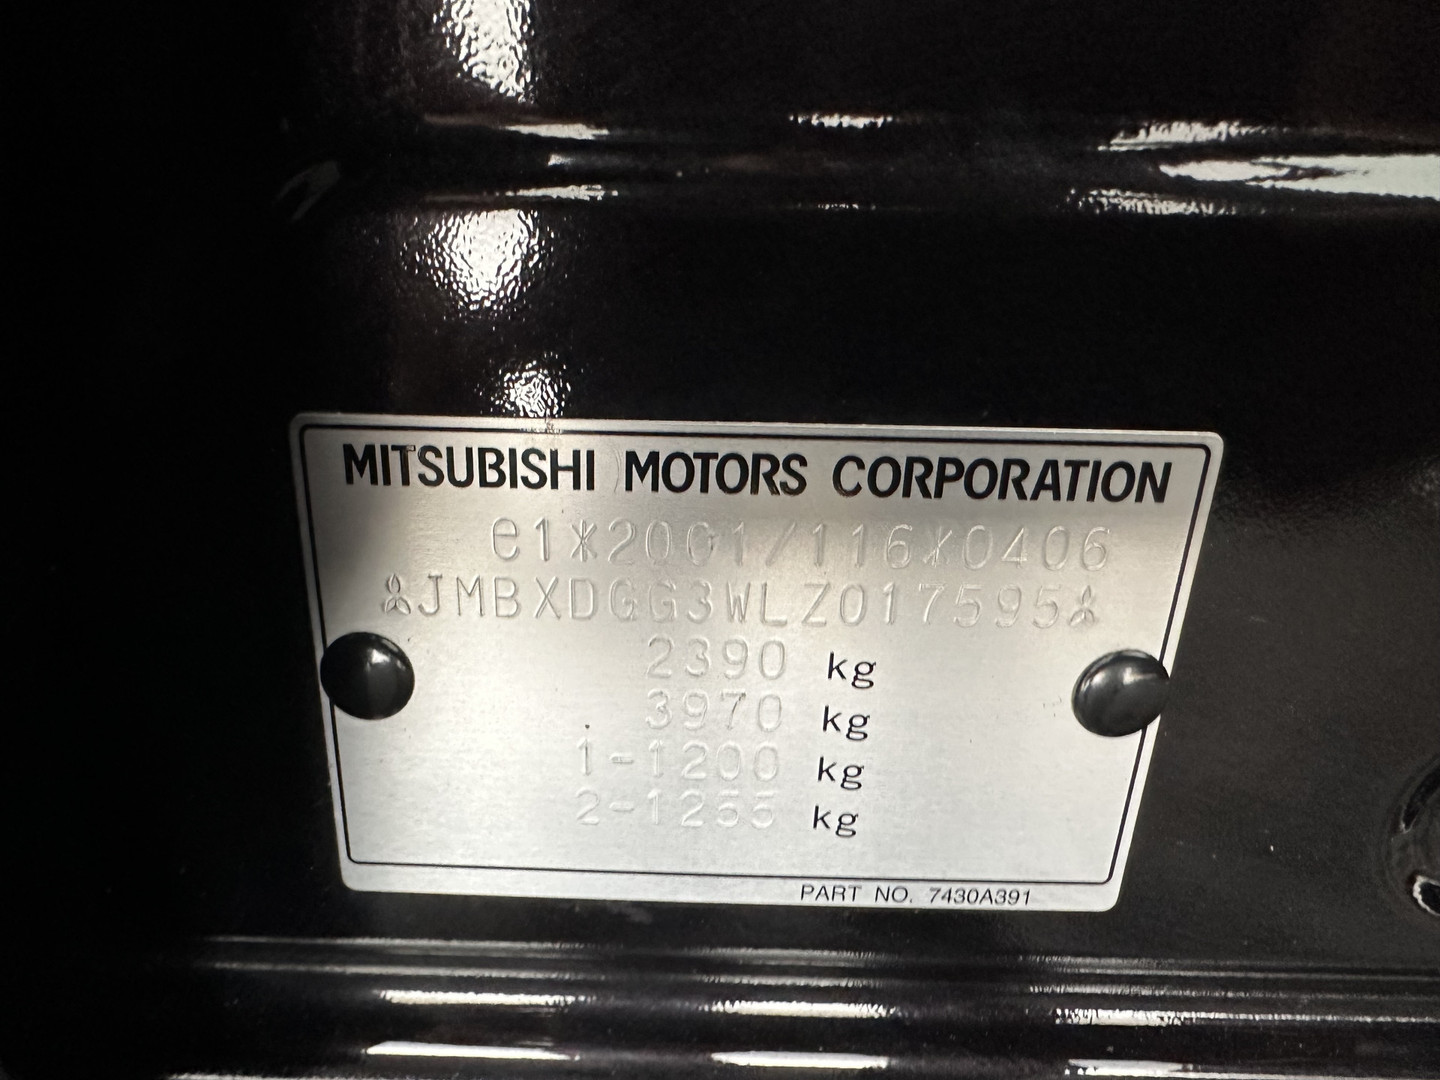 MITSUBISHI MOTORS CORPORATION
e1*2001/116*0406
JMBXDGG3WLZ017595
2390 kg
3970 kg
1-1200 kg
2-1255 kg
PART NO. 7430A391